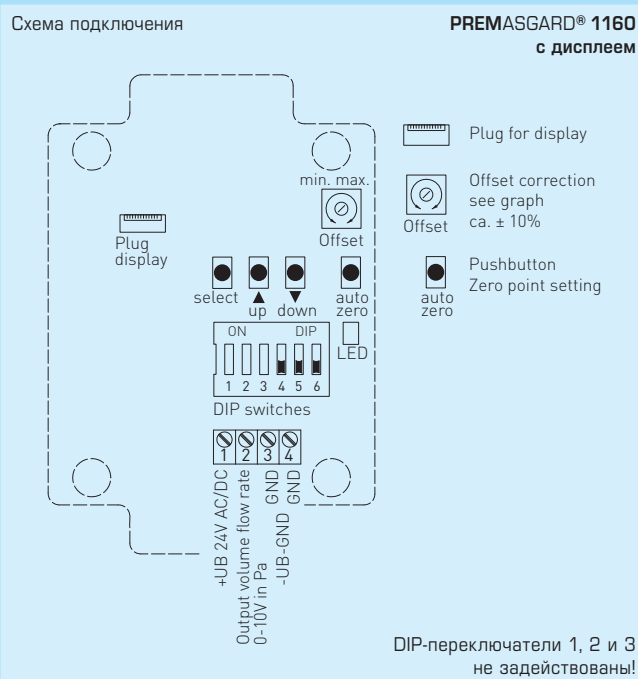 Схема подключения
PREMASGARD® 1160
с дисплеем
min. max.
Offset
Plug
display
select
up
down
auto
zero
LED
ON
DIP
1 2 3 4 5 6
DIP switches
1 2 3 4
+UB 24V AC/DC
Output volume flow rate
0-10V in Pa
GND
-UB-GND
GND
Plug for display
Offset
Offset correction
see graph
ca. ± 10%
auto
zero
Pushbutton
Zero point setting
DIP-переключатели 1, 2 и 3
не задействованы!